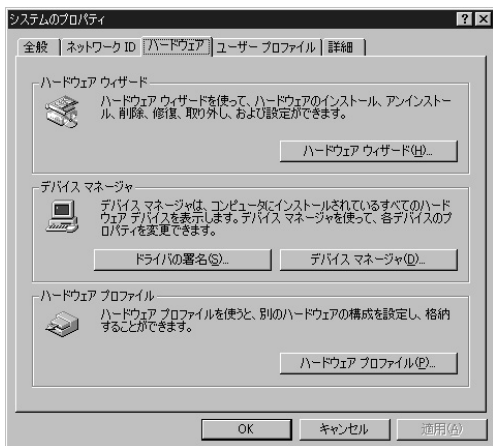 システムのプロパティ
全般 ネットワーク ID ハードウェア ユーザー プロファイル 詳細
ハードウェア ウィザード
ハードウェア ウィザードを使って、ハードウェアのインストール、アンインストー
ル、削除、修復、取り外し、および設定ができます。
ハードウェア ウィザード(H)...
デバイス マネージャ
デバイス マネージャは、コンピュータにインストールされているすべてのハード
ウェア デバイスを表示します。デバイス マネージャを使って、各デバイスのプ
ロパティを変更できます。
ドライバの署名(S)... デバイス マネージャ(D)...
ハードウェア プロファイル
ハードウェア プロファイルを使うと、別のハードウェアの構成を設定し、格納
することができます。
ハードウェア プロファイル(P)...
OK キャンセル 適用(A)